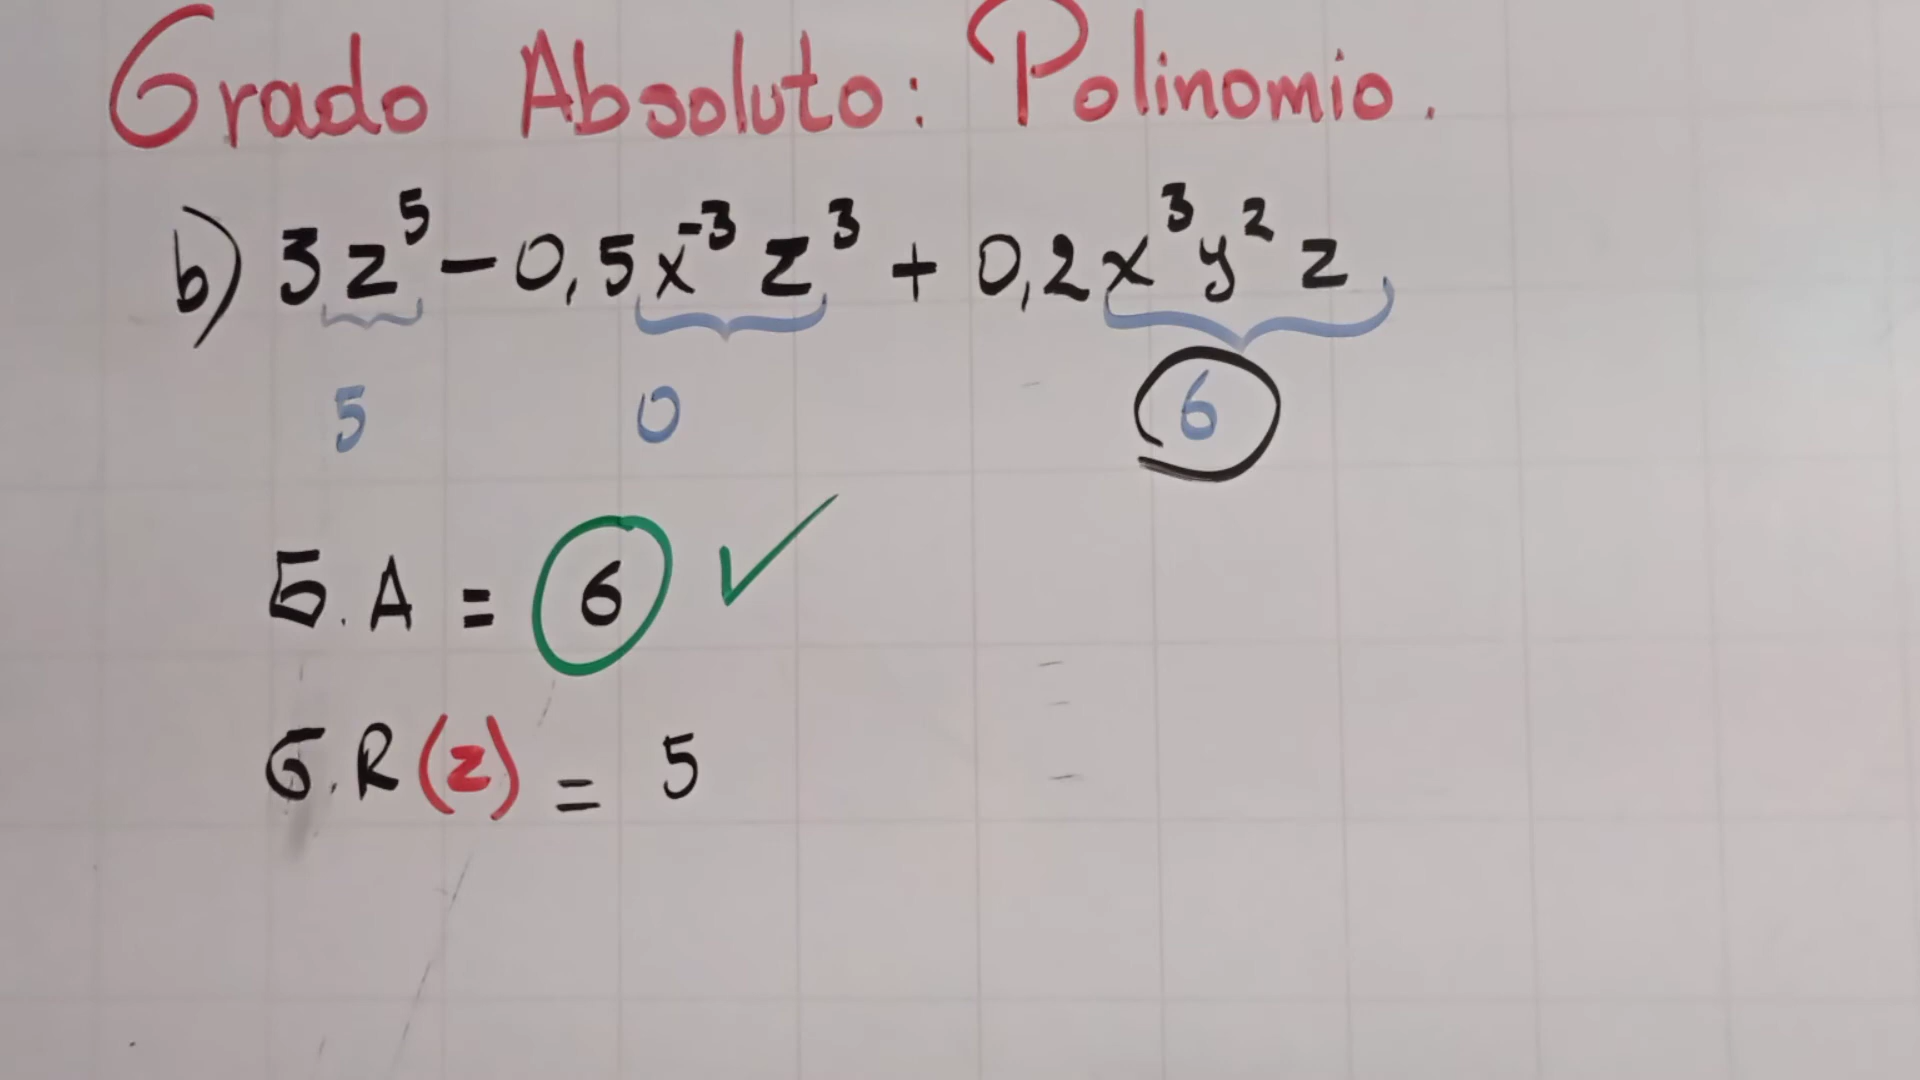 Grado Absoluto: Polinomio.
b) 3z⁵ - 0,5x⁻³z³ + 0,2x³y²z
5 0 6
G.A = 6 ✓
G.R(z) = 5